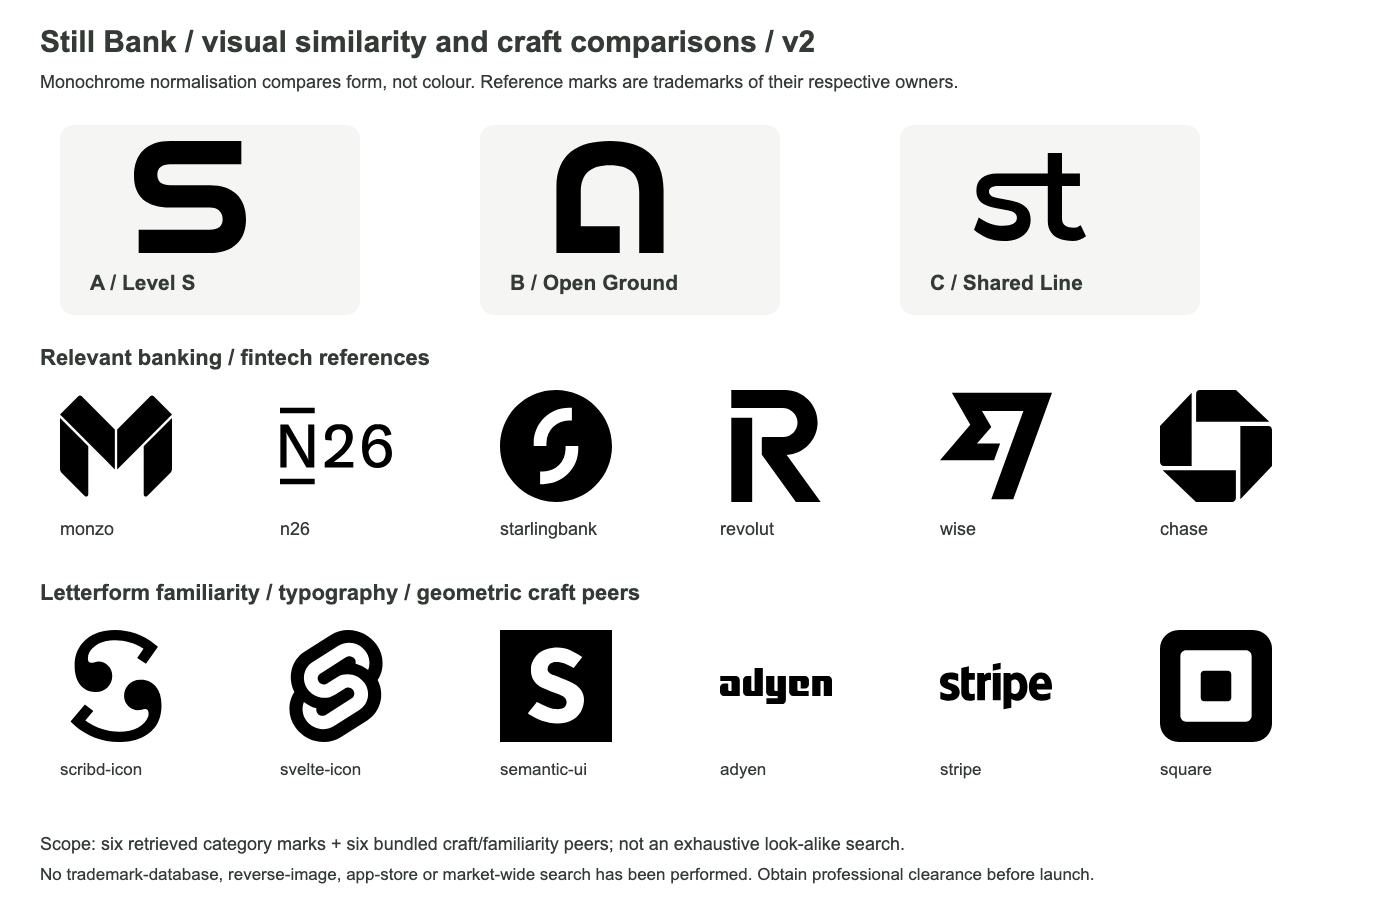 Still Bank / visual similarity and craft comparisons / v2
Monochrome normalisation compares form, not colour. Reference marks are trademarks of their respective owners.
S
st
A / Level S
B / Open Ground
C / Shared Line
Relevant banking / fintech references
N26
monzo
n26
starlingbank
revolut
wise
chase
Letterform familiarity / typography / geometric craft peers
S
adyen
stripe
scribd-icon
svelte-icon
semantic-ui
adyen
stripe
square
Scope: six retrieved category marks + six bundled craft/familiarity peers; not an exhaustive look-alike search.
No trademark-database, reverse-image, app-store or market-wide search has been performed. Obtain professional clearance before launch.